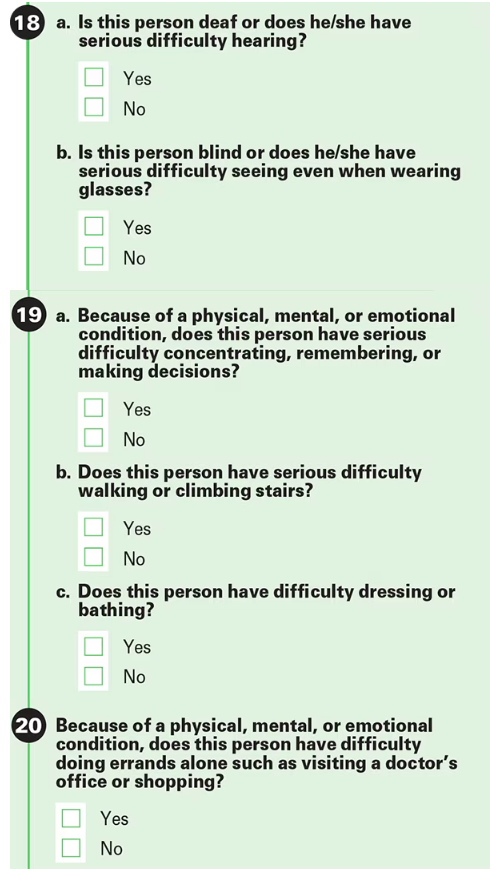 18 a. Is this person deaf or does he/she have
serious difficulty hearing?
Yes
No
b. Is this person blind or does he/she have
serious difficulty seeing even when wearing
glasses?
Yes
No
19 a. Because of a physical, mental, or emotional
condition, does this person have serious
difficulty concentrating, remembering, or
making decisions?
Yes
No
b. Does this person have serious difficulty
walking or climbing stairs?
Yes
No
c. Does this person have difficulty dressing or
bathing?
Yes
No
20 Because of a physical, mental, or emotional
condition, does this person have difficulty
doing errands alone such as visiting a doctor’s
office or shopping?
Yes
No